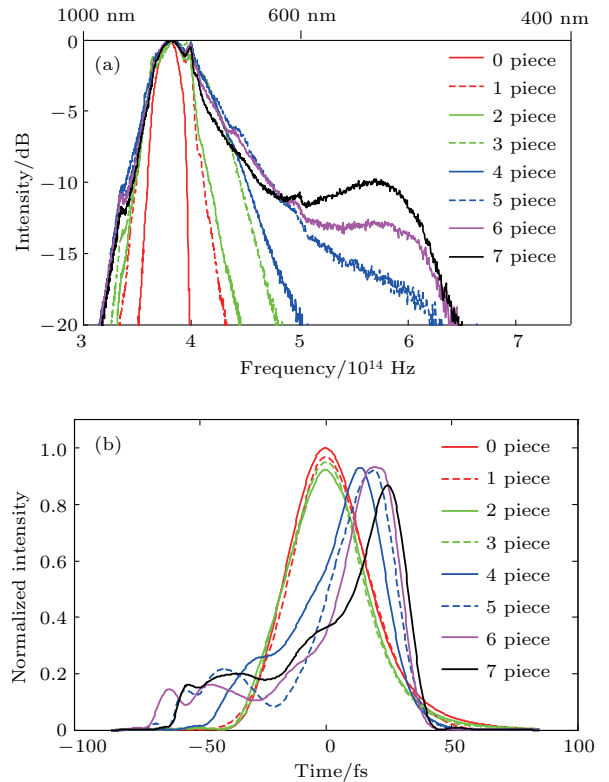 1000 nm 600 nm 400 nm
0
−5
−10
−15
−20
Intensity/dB
(a)
0 piece
1 piece
2 piece
3 piece
4 piece
5 piece
6 piece
7 piece
3 4 5 6 7
Frequency/10¹⁴ Hz
1.0
0.8
0.6
0.4
0.2
0
Normalized intensity
(b)
0 piece
1 piece
2 piece
3 piece
4 piece
5 piece
6 piece
7 piece
−100 −50 0 50 100
Time/fs